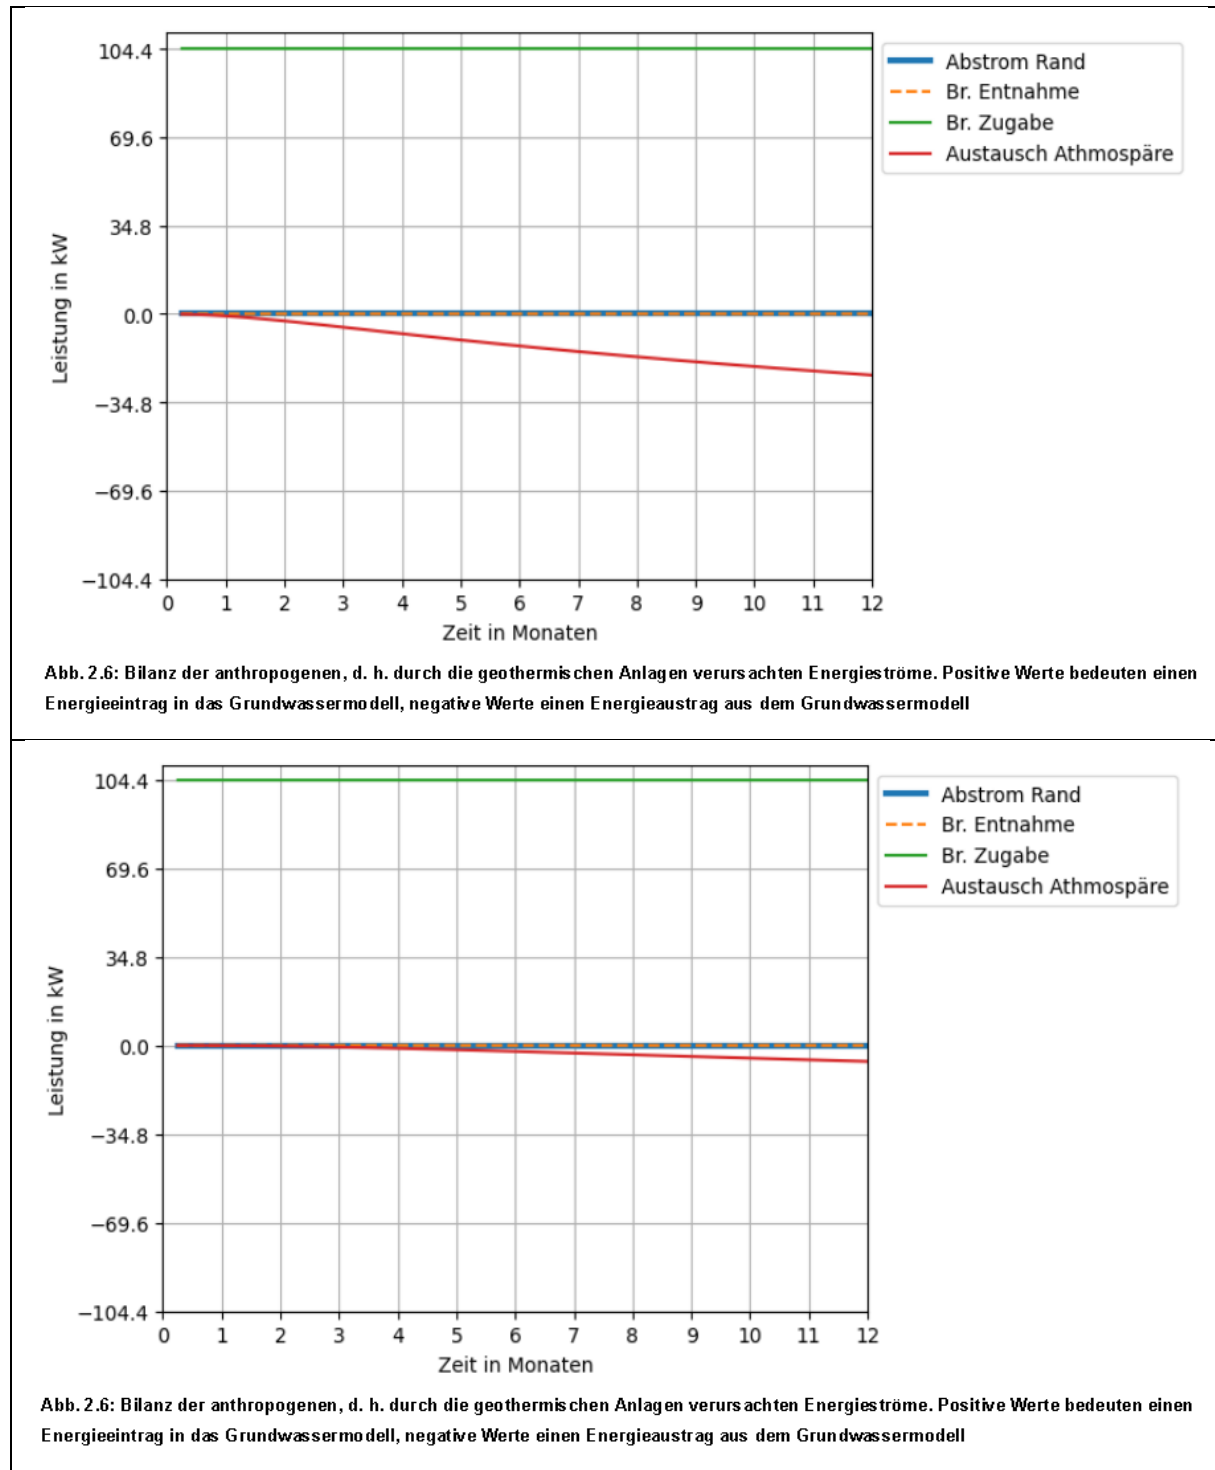 104.4
69.6
34.8
0.0
−34.8
−69.6
−104.4
Leistung in kW
0 1 2 3 4 5 6 7 8 9 10 11 12
Zeit in Monaten
Abstrom Rand
Br. Entnahme
Br. Zugabe
Austausch Athmospäre
Abb. 2.6: Bilanz der anthropogenen, d. h. durch die geothermischen Anlagen verursachten Energieströme. Positive Werte bedeuten einen
Energieeintrag in das Grundwassermodell, negative Werte einen Energieaustrag aus dem Grundwassermodell
104.4
69.6
34.8
0.0
−34.8
−69.6
−104.4
Leistung in kW
0 1 2 3 4 5 6 7 8 9 10 11 12
Zeit in Monaten
Abstrom Rand
Br. Entnahme
Br. Zugabe
Austausch Athmospäre
Abb. 2.6: Bilanz der anthropogenen, d. h. durch die geothermischen Anlagen verursachten Energieströme. Positive Werte bedeuten einen
Energieeintrag in das Grundwassermodell, negative Werte einen Energieaustrag aus dem Grundwassermodell